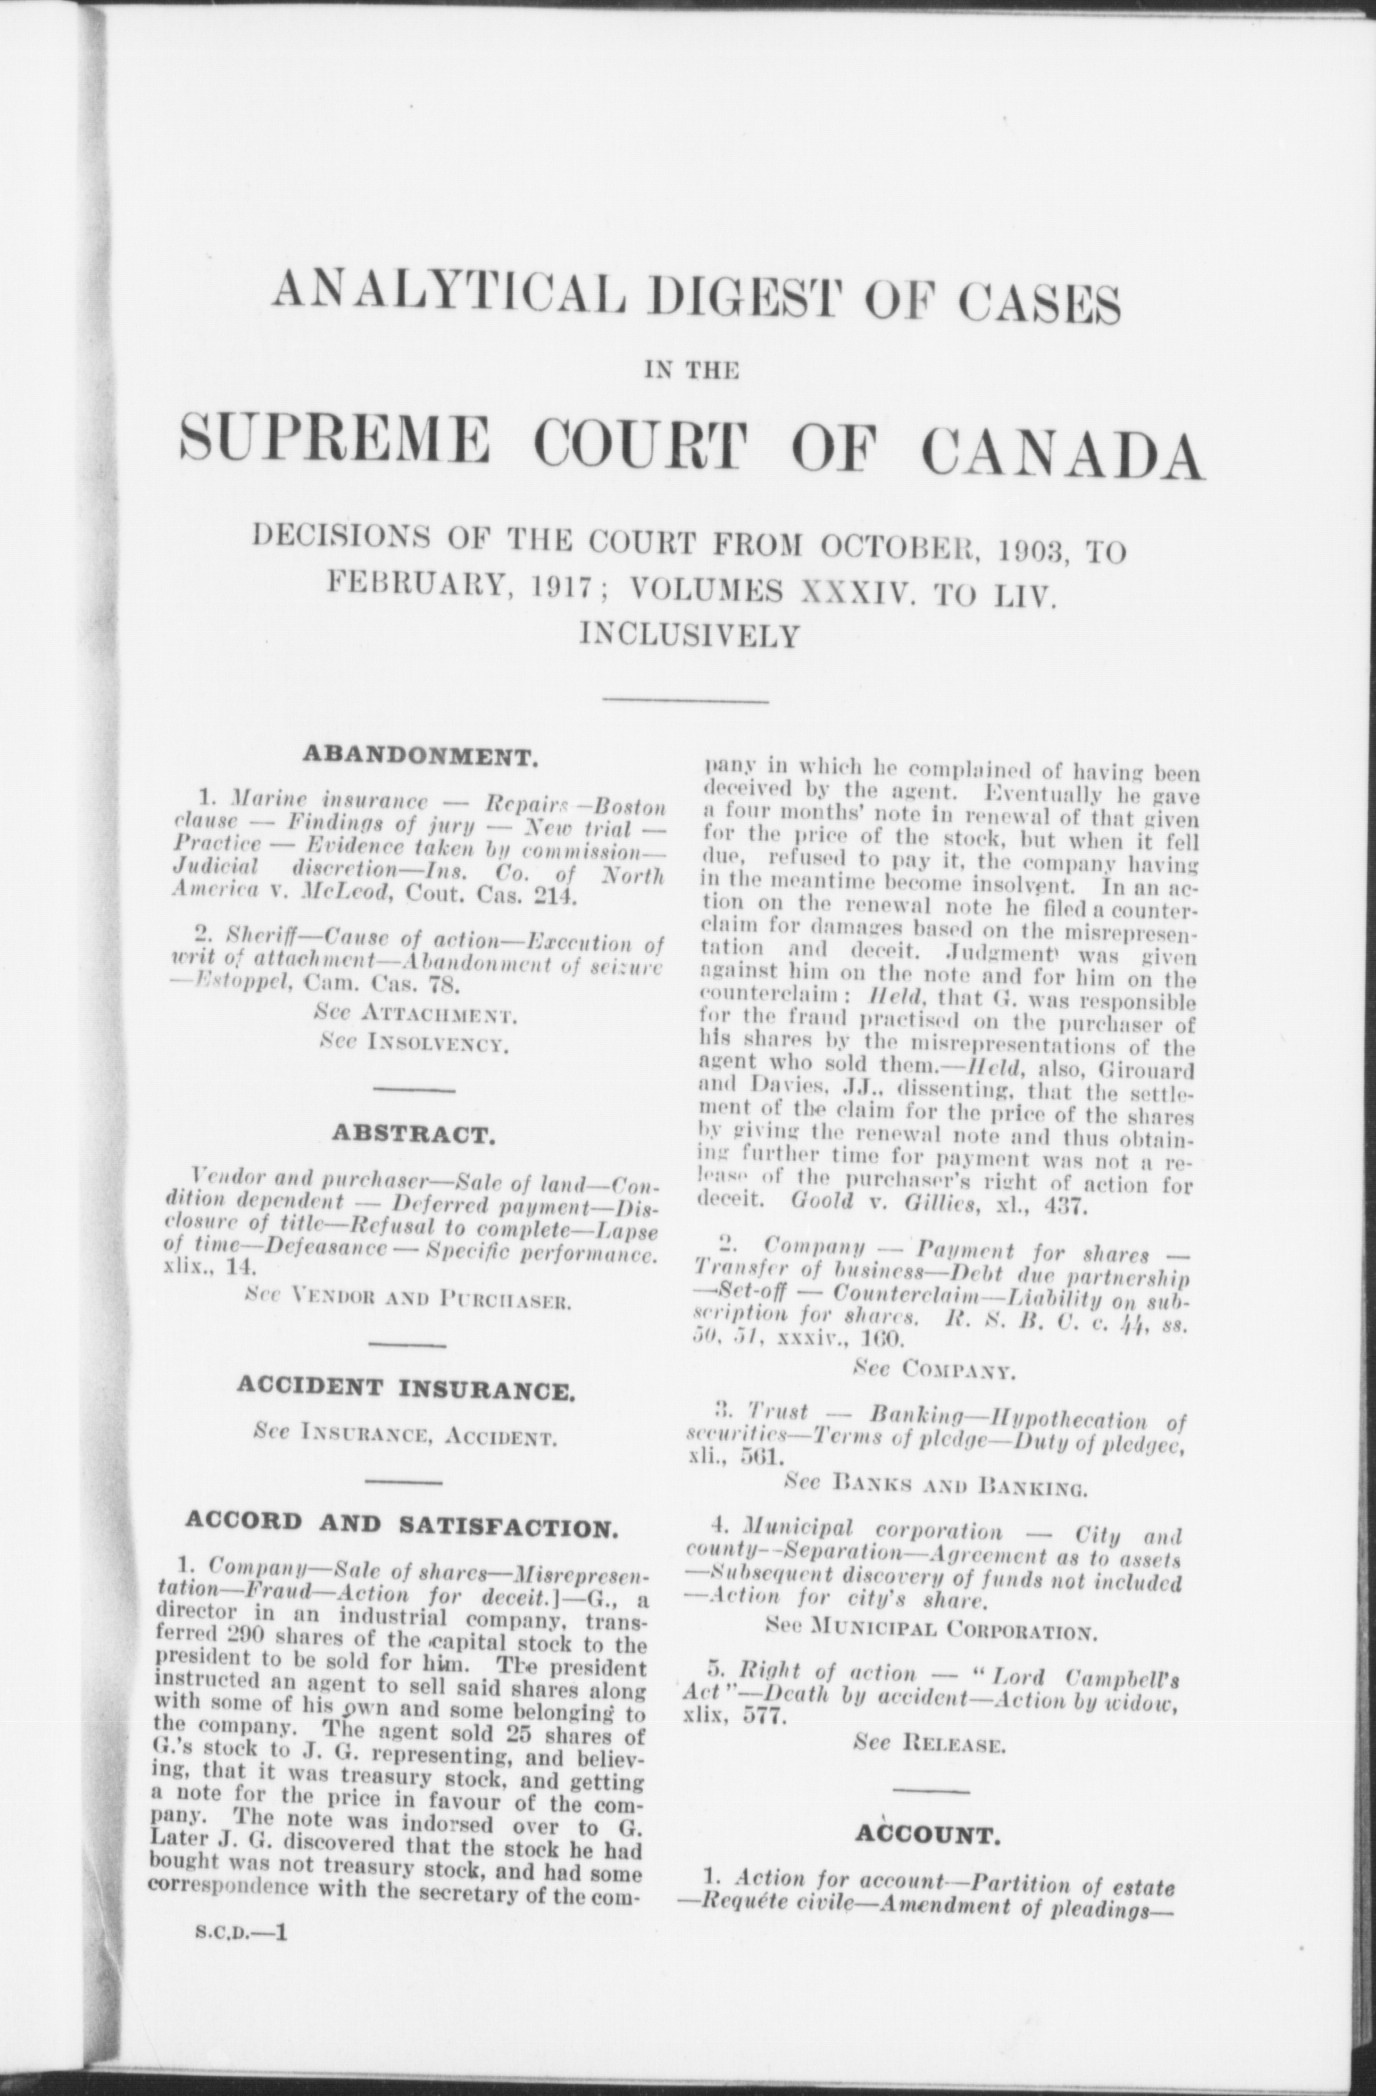 ANALYTICAL DIGEST OF CASES
IN THE
SUPREME COURT OF CANADA
DECISIONS OF THE COURT FROM OCTOBER, 1903, TO
FEBRUARY, 1917; VOLUMES XXXIV. TO LIV.
INCLUSIVELY
ABANDONMENT.
1. Marine insurance — Repairs—Boston
clause — Findings of jury — New trial —
Practice — Evidence taken by commission—
Judicial discretion—Ins. Co. of North
America v. McLeod, Cout. Cas. 214.
2. Sheriff—Cause of action—Execution of
writ of attachment—Abandonment of seizure
—Estoppel, Cam. Cas. 78.
See ATTACHMENT.
See INSOLVENCY.
ABSTRACT.
Vendor and purchaser—Sale of land—Con-
dition dependent — Deferred payment—Dis-
closure of title—Refusal to complete—Lapse
of time—Defeasance — Specific performance.
xlix., 14.
See VENDOR AND PURCHASER.
ACCIDENT INSURANCE.
See INSURANCE, ACCIDENT.
ACCORD AND SATISFACTION.
1. Company—Sale of shares—Misrepresen-
tation—Fraud—Action for deceit.]—G., a
director in an industrial company, trans-
ferred 290 shares of the capital stock to the
president to be sold for him. The president
instructed an agent to sell said shares along
with some of his own and some belonging to
the company. The agent sold 25 shares of
G.'s stock to J. G. representing, and believ-
ing, that it was treasury stock, and getting
a note for the price in favour of the com-
pany. The note was indorsed over to G.
Later J. G. discovered that the stock he had
bought was not treasury stock, and had some
correspondence with the secretary of the com-
S.C.D.—1
pany in which he complained of having been
deceived by the agent. Eventually he gave
a four months' note in renewal of that given
for the price of the stock, but when it fell
due, refused to pay it, the company having
in the meantime become insolvent. In an ac-
tion on the renewal note he filed a counter-
claim for damages based on the misrepresen-
tation and deceit. Judgment was given
against him on the note and for him on the
counterclaim: Held, that G. was responsible
for the fraud practised on the purchaser of
his shares by the misrepresentations of the
agent who sold them.—Held, also, Girouard
and Davies, JJ., dissenting, that the settle-
ment of the claim for the price of the shares
by giving the renewal note and thus obtain-
ing further time for payment was not a re-
lease of the purchaser's right of action for
deceit. Goold v. Gillies, xl., 437.
2. Company — Payment for shares —
Transfer of business—Debt due partnership
—Set-off — Counterclaim—Liability on sub-
scription for shares. R. S. B. C. c. 44, ss.
50, 51, xxxiv., 160.
See COMPANY.
3. Trust — Banking—Hypothecation of
securities—Terms of pledge—Duty of pledgee,
xli., 561.
See BANKS AND BANKING.
4. Municipal corporation — City and
county--Separation—Agreement as to assets
—Subsequent discovery of funds not included
—Action for city's share.
See MUNICIPAL CORPORATION.
5. Right of action — "Lord Campbell's
Act"—Death by accident—Action by widow,
xlix, 577.
See RELEASE.
ACCOUNT.
1. Action for account—Partition of estate
—Requéte civile—Amendment of pleadings—